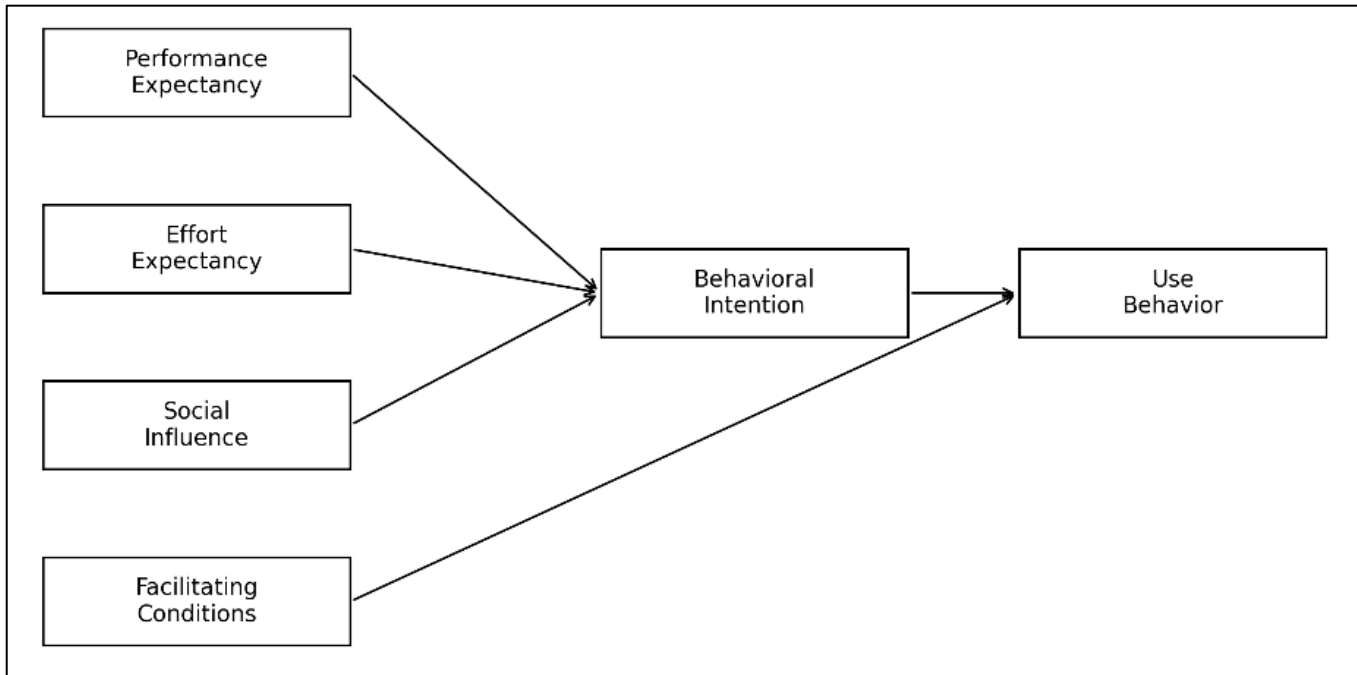 Performance
Expectancy
Effort
Expectancy
Social
Influence
Facilitating
Conditions
Behavioral
Intention
Use
Behavior